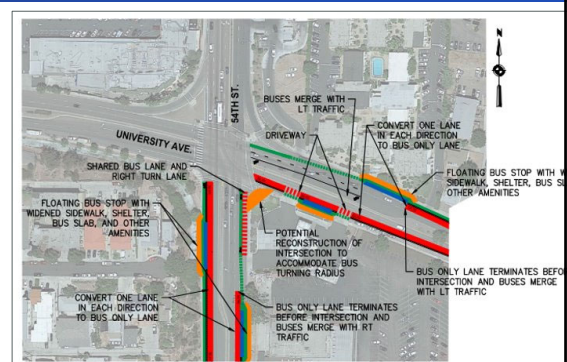 N
54TH ST.
UNIVERSITY AVE.
BUSES MERGE WITH
LT TRAFFIC
DRIVEWAY
CONVERT ONE LANE
IN EACH DIRECTION
TO BUS ONLY LANE
SHARED BUS LANE AND
RIGHT TURN LANE
FLOATING BUS STOP WITH W
SIDEWALK, SHELTER, BUS SL
OTHER AMENITIES
FLOATING BUS STOP WITH
WIDENED SIDEWALK, SHELTER,
BUS SLAB, AND OTHER
AMENITIES
POTENTIAL
RECONSTRUCTION OF
INTERSECTION TO
ACCOMMODATE BUS
TURNING RADIUS
BUS ONLY LANE TERMINATES BEFO
INTERSECTION AND BUSES MERGE
WITH LT TRAFFIC
CONVERT ONE LANE
IN EACH DIRECTION
TO BUS ONLY LANE
BUS ONLY LANE TERMINATES
BEFORE INTERSECTION AND
BUSES MERGE WITH RT
TRAFFIC